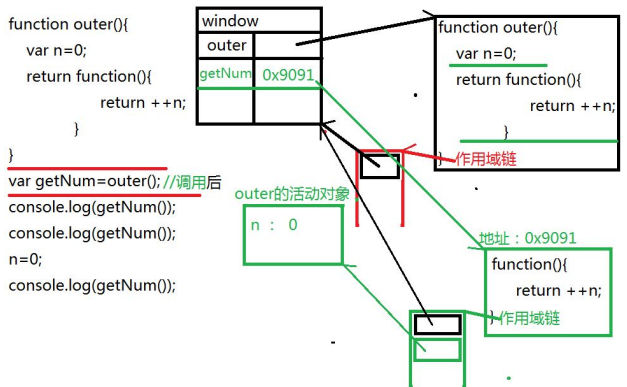 function outer(){
var n=0;
return function(){
return ++n;
}
}
var getNum=outer(); //调用后
console.log(getNum());
console.log(getNum());
n=0;
console.log(getNum());
window
outer
getNum 0x9091
function outer(){
var n=0;
return function(){
return ++n;
}
} 作用域链
outer的活动对象
n : 0
地址：0x9091
function(){
return ++n;
} 作用域链